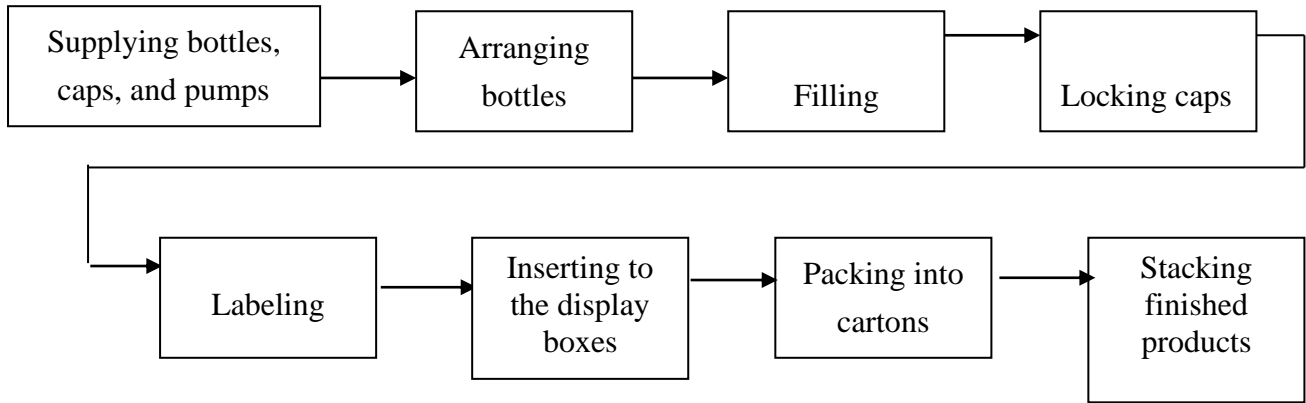 Supplying bottles,
caps, and pumps
Arranging
bottles
Filling
Locking caps
Labeling
Inserting to
the display
boxes
Packing into
cartons
Stacking
finished
products